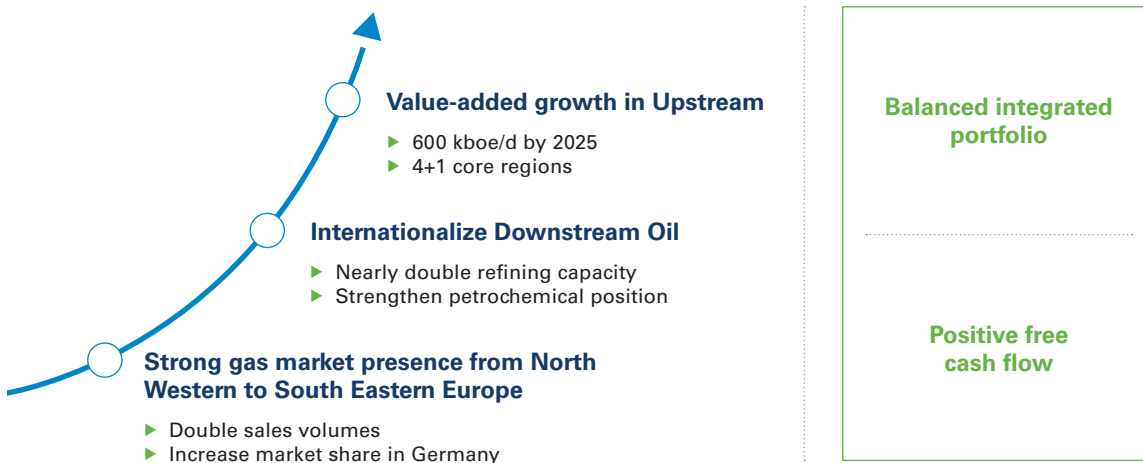 Value-added growth in Upstream
▶ 600 kboe/d by 2025
▶ 4+1 core regions
Internationalize Downstream Oil
▶ Nearly double refining capacity
▶ Strengthen petrochemical position
Strong gas market presence from North
Western to South Eastern Europe
▶ Double sales volumes
▶ Increase market share in Germany
Balanced integrated
portfolio
Positive free
cash flow